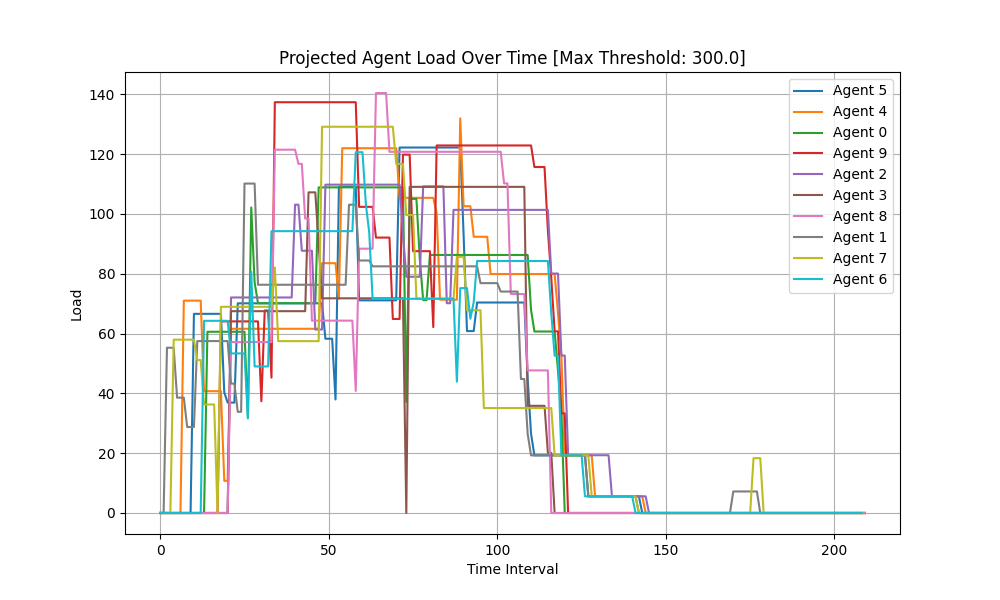 Projected Agent Load Over Time [Max Threshold: 300.0]
Load
140
120
100
80
60
40
20
0
0 50 100 150 200
Time Interval
Agent 5
Agent 4
Agent 0
Agent 9
Agent 2
Agent 3
Agent 8
Agent 1
Agent 7
Agent 6